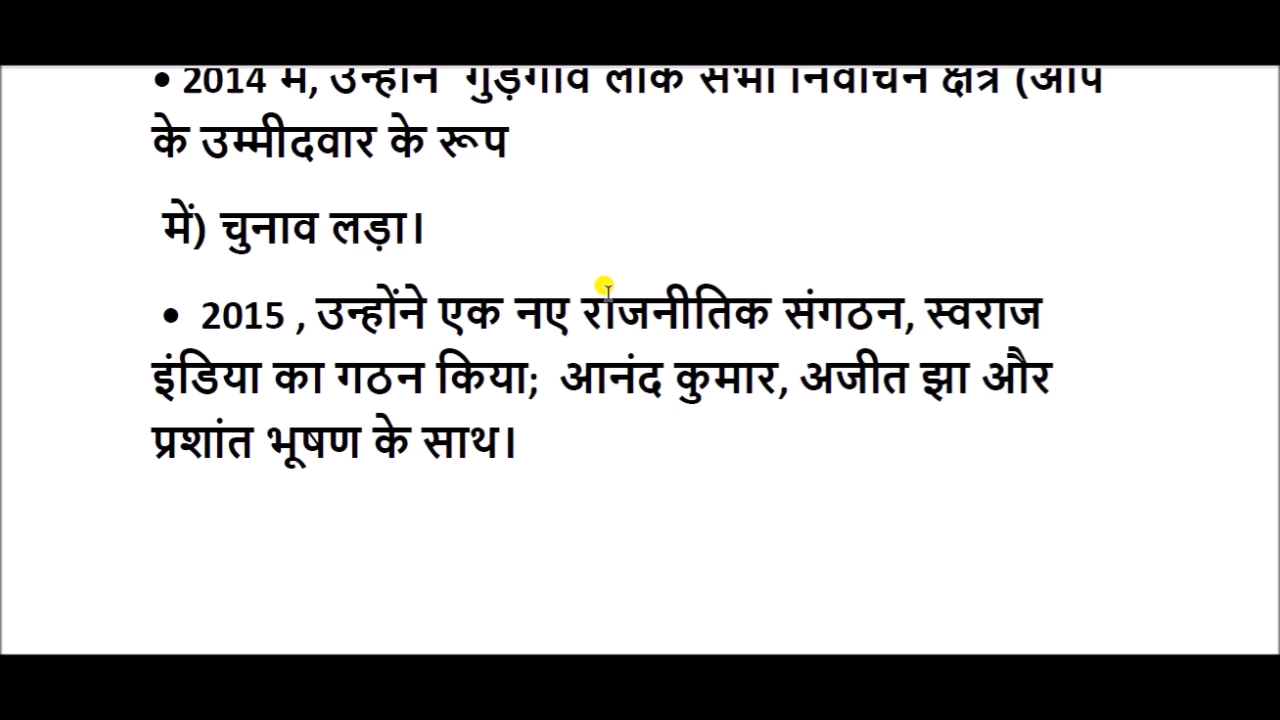 • 2014 में, उन्होंने गुड़गांव लोक सभा निर्वाचन क्षेत्र (आप
के उम्मीदवार के रूप
में) चुनाव लड़ा।
• 2015 , उन्होंने एक नए राजनीतिक संगठन, स्वराज
इंडिया का गठन किया; आनंद कुमार, अजीत झा और
प्रशांत भूषण के साथ।